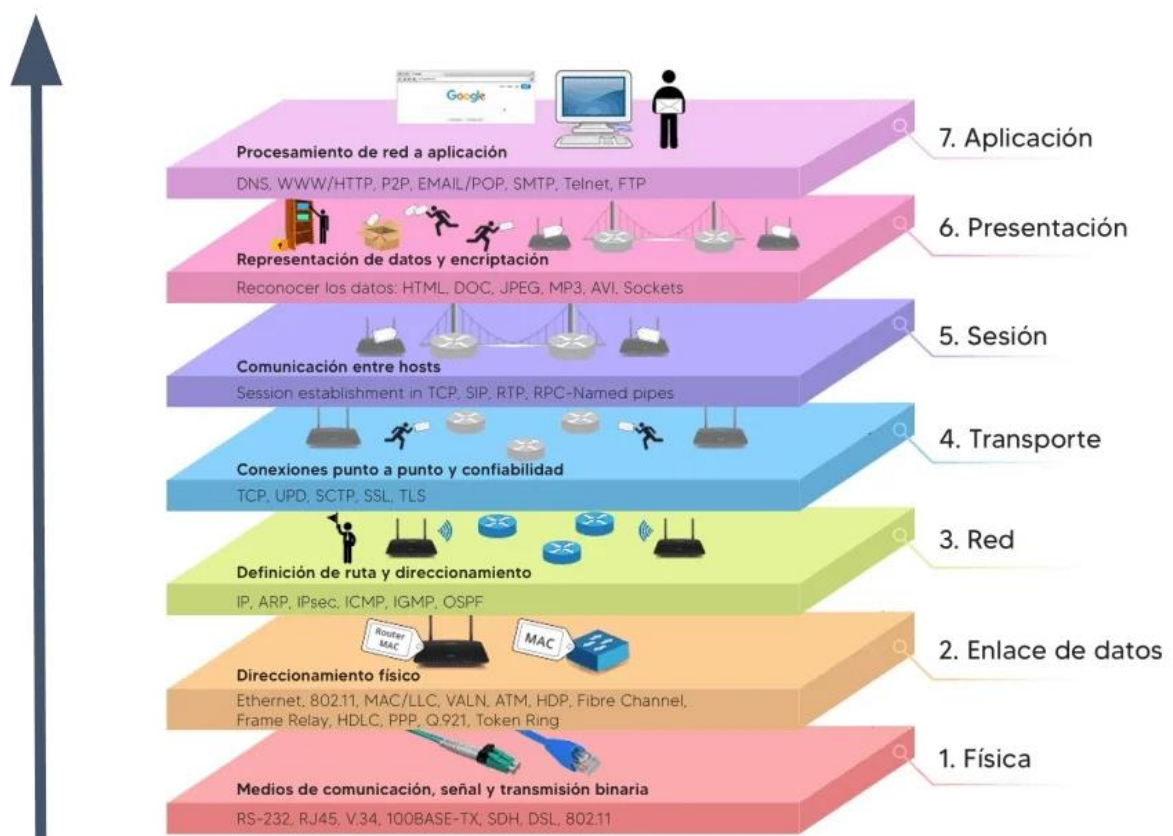 Google
Procesamiento de red a aplicación
DNS, WWW/HTTP, P2P, EMAIL/POP, SMTP, Telnet, FTP
7. Aplicación
Representación de datos y encriptación
Reconocer los datos: HTML, DOC, JPEG, MP3, AVI, Sockets
6. Presentación
Comunicación entre hosts
Session establishment in TCP, SIP, RTP, RPC-Named pipes
5. Sesión
Conexiones punto a punto y confiabilidad
TCP, UPD, SCTP, SSL, TLS
4. Transporte
Definición de ruta y direccionamiento
IP, ARP, IPsec, ICMP, IGMP, OSPF
3. Red
Router
MAC
MAC
Direccionamiento físico
Ethernet, 802.11, MAC/LLC, VALN, ATM, HDP, Fibre Channel,
Frame Relay, HDLC, PPP, Q.921, Token Ring
2. Enlace de datos
Medios de comunicación, señal y transmisión binaria
RS-232, RJ45, V.34, 100BASE-TX, SDH, DSL, 802.11
1. Física